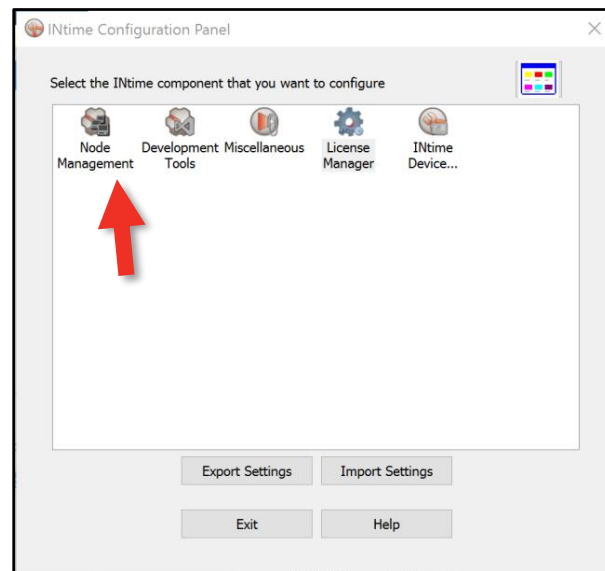 INtime Configuration Panel
Select the INtime component that you want to configure
Node Management
Development Tools
Miscellaneous
License Manager
INtime Device...
Export Settings
Import Settings
Exit
Help